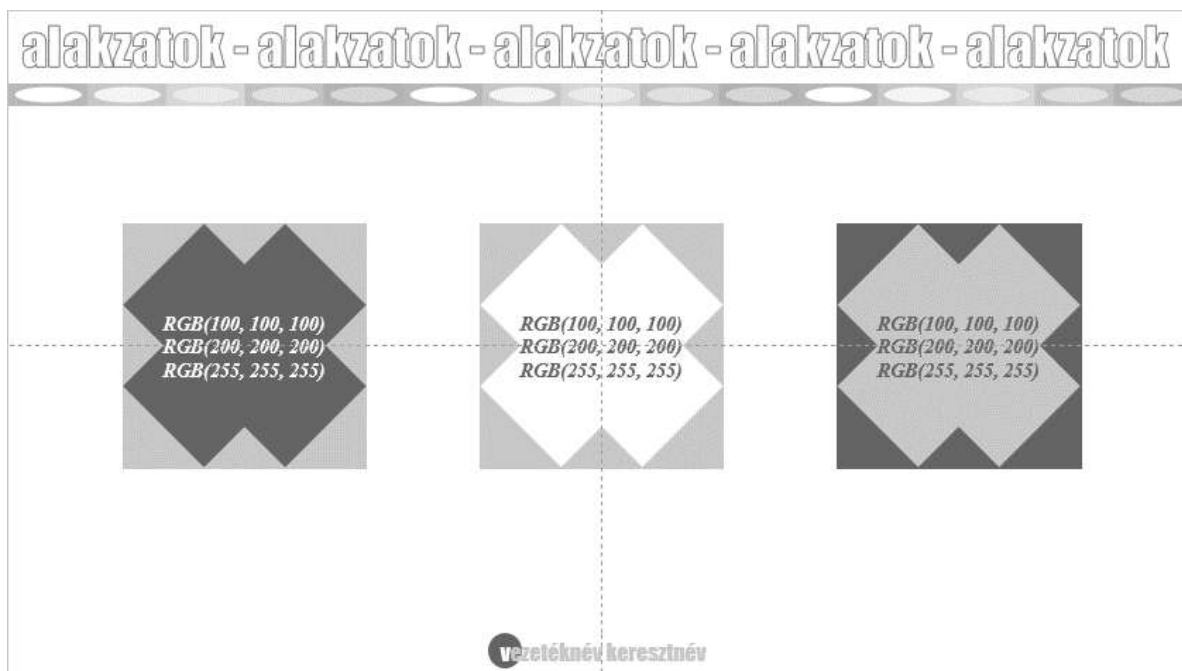 alakzatok - alakzatok - alakzatok - alakzatok - alakzatok
RGB(100, 100, 100)
RGB(200, 200, 200)
RGB(255, 255, 255)
RGB(100, 100, 100)
RGB(200, 200, 200)
RGB(255, 255, 255)
RGB(100, 100, 100)
RGB(200, 200, 200)
RGB(255, 255, 255)
vezetéknév keresztnév